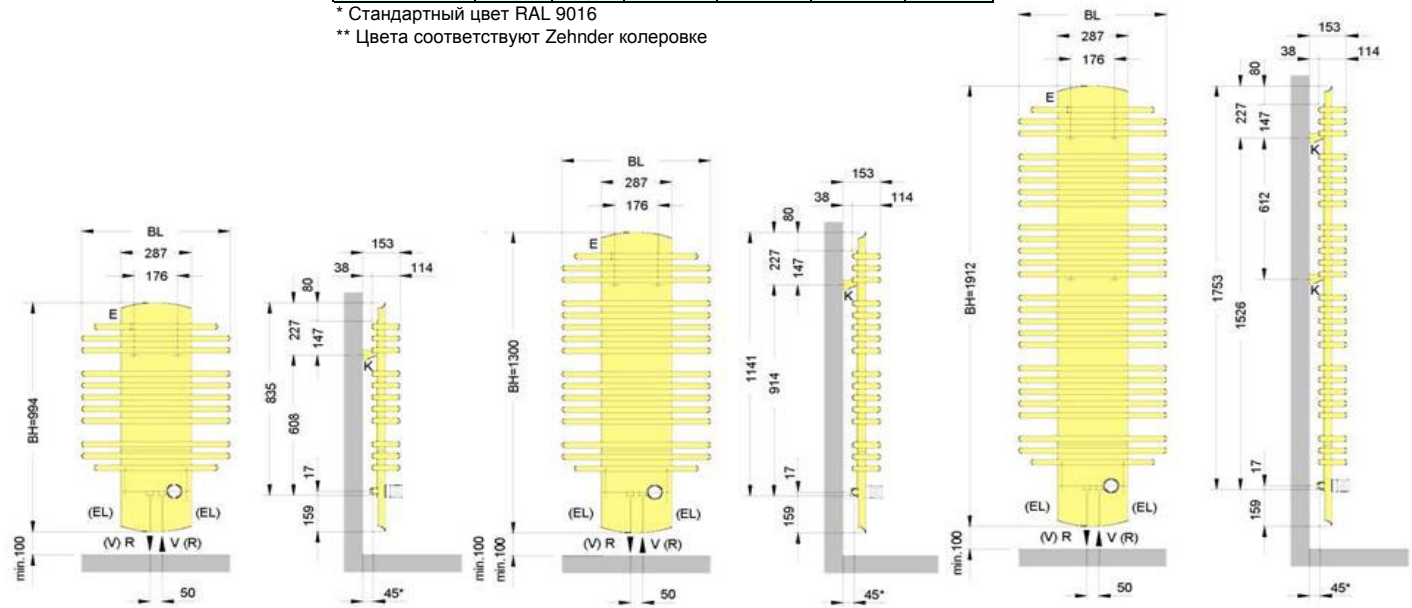 * Стандартный цвет RAL 9016
** Цвета соответствуют Zehnder колеровке
BL
287
176
E
BH=994
(EL)
(EL)
(V) R
V (R)
min.100
50
153
38
114
80
227
147
K
835
608
17
159
45*
BL
287
176
E
BH=1300
(EL)
(EL)
(V) R
V (R)
min.100
min.100
50
153
38
114
80
227
147
K
1141
914
17
159
45*
BL
287
176
E
BH=1912
(EL)
(EL)
(V) R
V (R)
min.100
50
153
38
114
80
227
147
K
612
K
1753
1526
17
159
45*